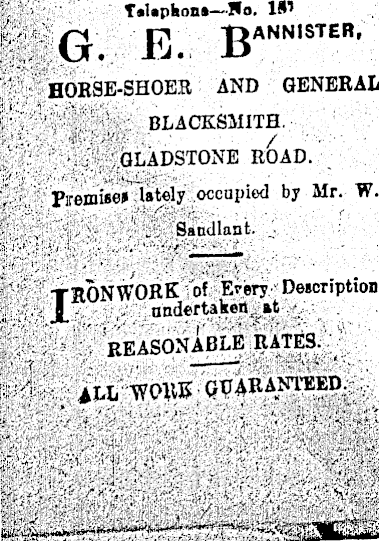 Telephone—No. 157
G. E. BANNISTER,
HORSE-SHOER AND GENERAL
BLACKSMITH.
GLADSTONE ROAD.
Premises lately occupied by Mr. W.
Sandlant.
IRONWORK of Every Description
undertaken at
REASONABLE RATES.
ALL WORK GUARANTEED.